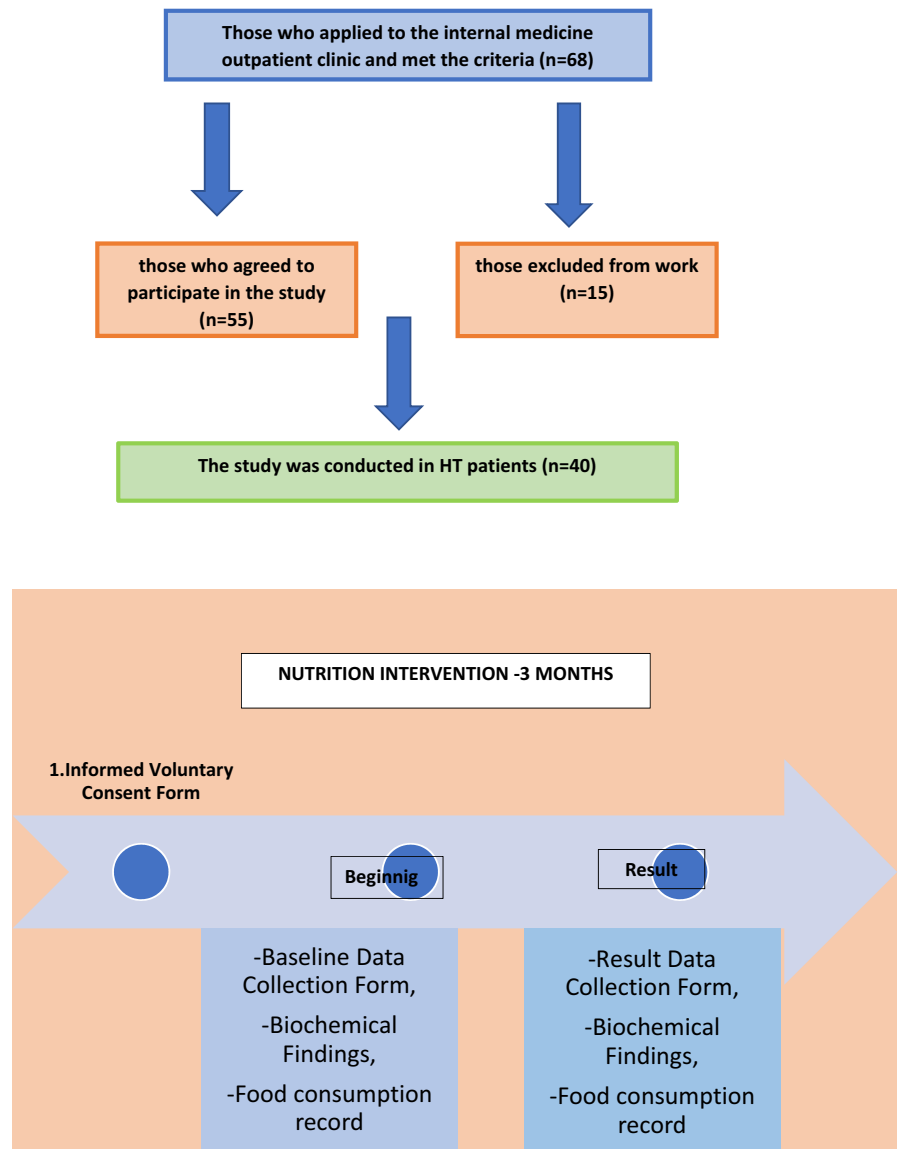 Those who applied to the internal medicine
outpatient clinic and met the criteria (n=68)
those who agreed to
participate in the study
(n=55)
those excluded from work
(n=15)
The study was conducted in HT patients (n=40)
NUTRITION INTERVENTION -3 MONTHS
1.Informed Voluntary
Consent Form
Beginnig
Result
-Baseline Data
Collection Form,
-Biochemical
Findings,
-Food consumption
record
-Result Data
Collection Form,
-Biochemical
Findings,
-Food consumption
record